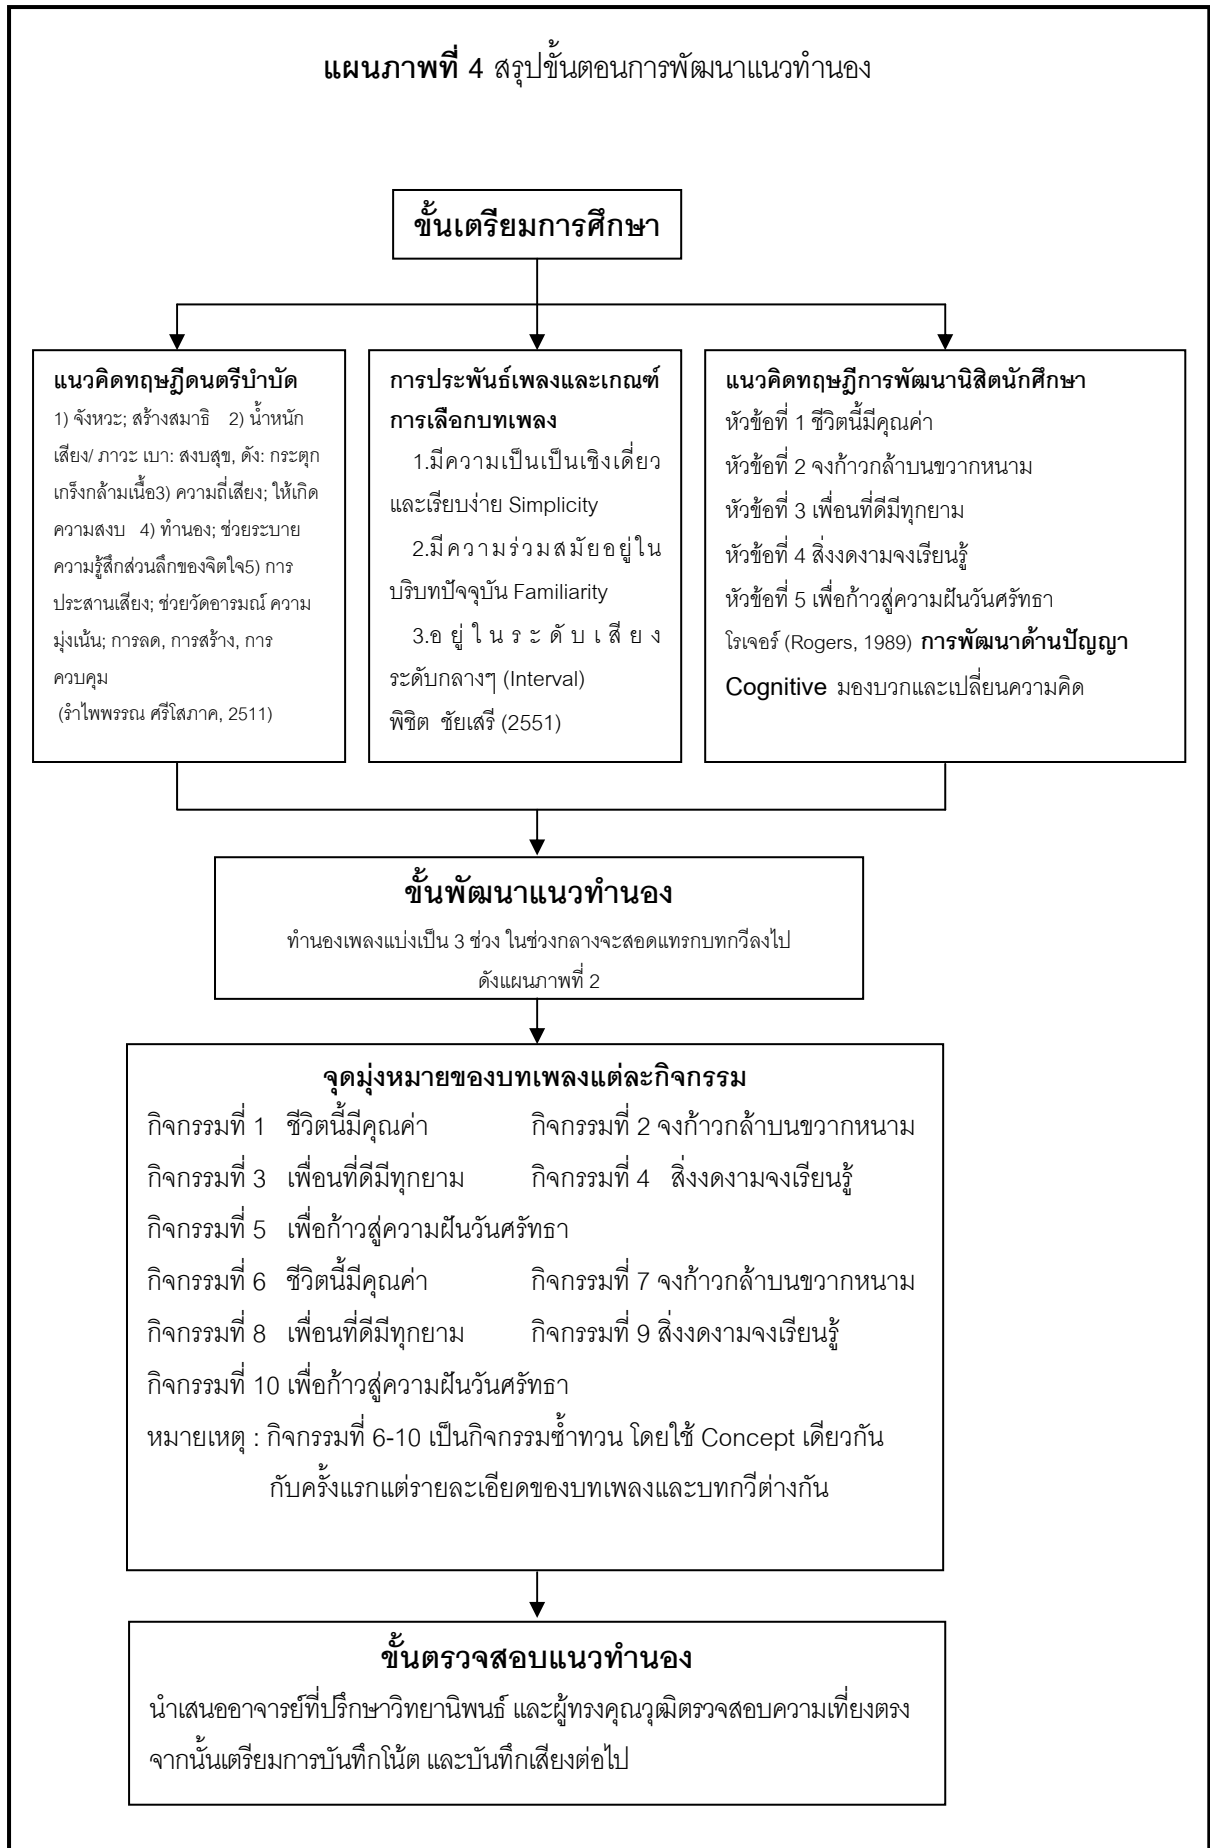 แผนภาพที่ 4 สรุปขั้นตอนการพัฒนาแนวทำนอง
ขั้นเตรียมการศึกษา
แนวคิดทฤษฎีดนตรีบำบัด
1) จังหวะ; สร้างสมาธิ 2) น้ำหนัก
เสียง/ ภาวะ เบา: สงบสุข, ดัง: กระตุก
เกร็งกล้ามเนื้อ3) ความถี่เสียง; ให้เกิด
ความสงบ 4) ทำนอง; ช่วยระบาย
ความรู้สึกส่วนลึกของจิตใจ5) การ
ประสานเสียง; ช่วยวัดอารมณ์ ความ
มุ่งเน้น; การลด, การสร้าง, การ
ควบคุม
(รำไพพรรณ ศรีโสภาค, 2511)
การประพันธ์เพลงและเกณฑ์
การเลือกบทเพลง
1.มีความเป็นเป็นเชิงเดี่ยว
และเรียบง่าย Simplicity
2.มีความร่วมสมัยอยู่ใน
บริบทปัจจุบัน Familiarity
3.อยู่ในระดับเสียง
ระดับกลางๆ (Interval)
พิชิต ชัยเสรี (2551)
แนวคิดทฤษฎีการพัฒนานิสิตนักศึกษา
หัวข้อที่ 1 ชีวิตนี้มีคุณค่า
หัวข้อที่ 2 จงก้าวกล้าบนขวากหนาม
หัวข้อที่ 3 เพื่อนที่ดีมีทุกยาม
หัวข้อที่ 4 สิ่งงดงามจงเรียนรู้
หัวข้อที่ 5 เพื่อก้าวสู่ความฝันวันศรัทธา
โรเจอร์ (Rogers, 1989) การพัฒนาด้านปัญญา
Cognitive มองบวกและเปลี่ยนความคิด
ขั้นพัฒนาแนวทำนอง
ทำนองเพลงแบ่งเป็น 3 ช่วง ในช่วงกลางจะสอดแทรกบทกวีลงไป
ดังแผนภาพที่ 2
จุดมุ่งหมายของบทเพลงแต่ละกิจกรรม
กิจกรรมที่ 1 ชีวิตนี้มีคุณค่า กิจกรรมที่ 2 จงก้าวกล้าบนขวากหนาม
กิจกรรมที่ 3 เพื่อนที่ดีมีทุกยาม กิจกรรมที่ 4 สิ่งงดงามจงเรียนรู้
กิจกรรมที่ 5 เพื่อก้าวสู่ความฝันวันศรัทธา
กิจกรรมที่ 6 ชีวิตนี้มีคุณค่า กิจกรรมที่ 7 จงก้าวกล้าบนขวากหนาม
กิจกรรมที่ 8 เพื่อนที่ดีมีทุกยาม กิจกรรมที่ 9 สิ่งงดงามจงเรียนรู้
กิจกรรมที่ 10 เพื่อก้าวสู่ความฝันวันศรัทธา
หมายเหตุ : กิจกรรมที่ 6-10 เป็นกิจกรรมซ้ำทวน โดยใช้ Concept เดียวกัน
กับครั้งแรกแต่รายละเอียดของบทเพลงและบทกวีต่างกัน
ขั้นตรวจสอบแนวทำนอง
นำเสนออาจารย์ที่ปรึกษาวิทยานิพนธ์ และผู้ทรงคุณวุฒิตรวจสอบความเที่ยงตรง
จากนั้นเตรียมการบันทึกโน้ต และบันทึกเสียงต่อไป